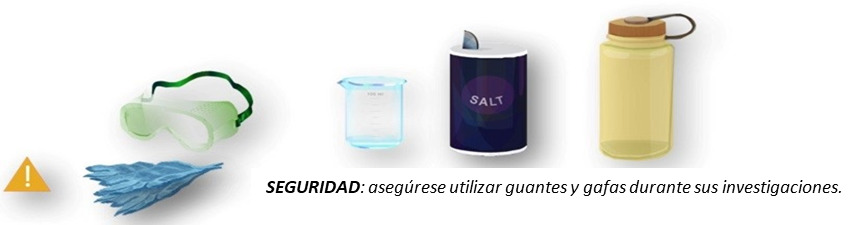 SALT
SEGURIDAD: asegúrese utilizar guantes y gafas durante sus investigaciones.